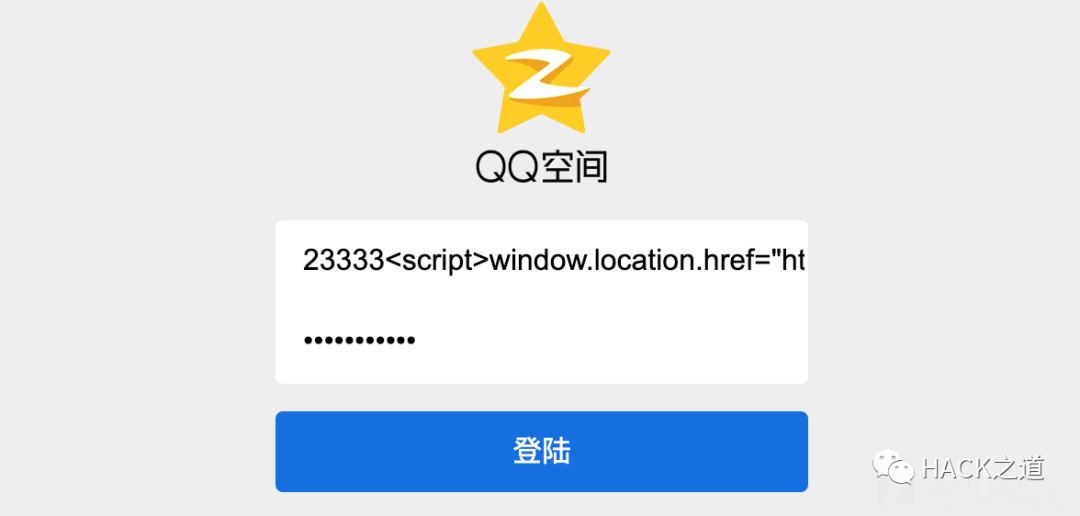 QQ空间
23333<script>window.location.href="ht
•••••••••••
登陆
HACK之道